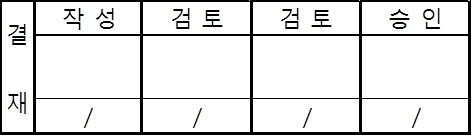 결재
작성 검토 검토 승인
/ / / /